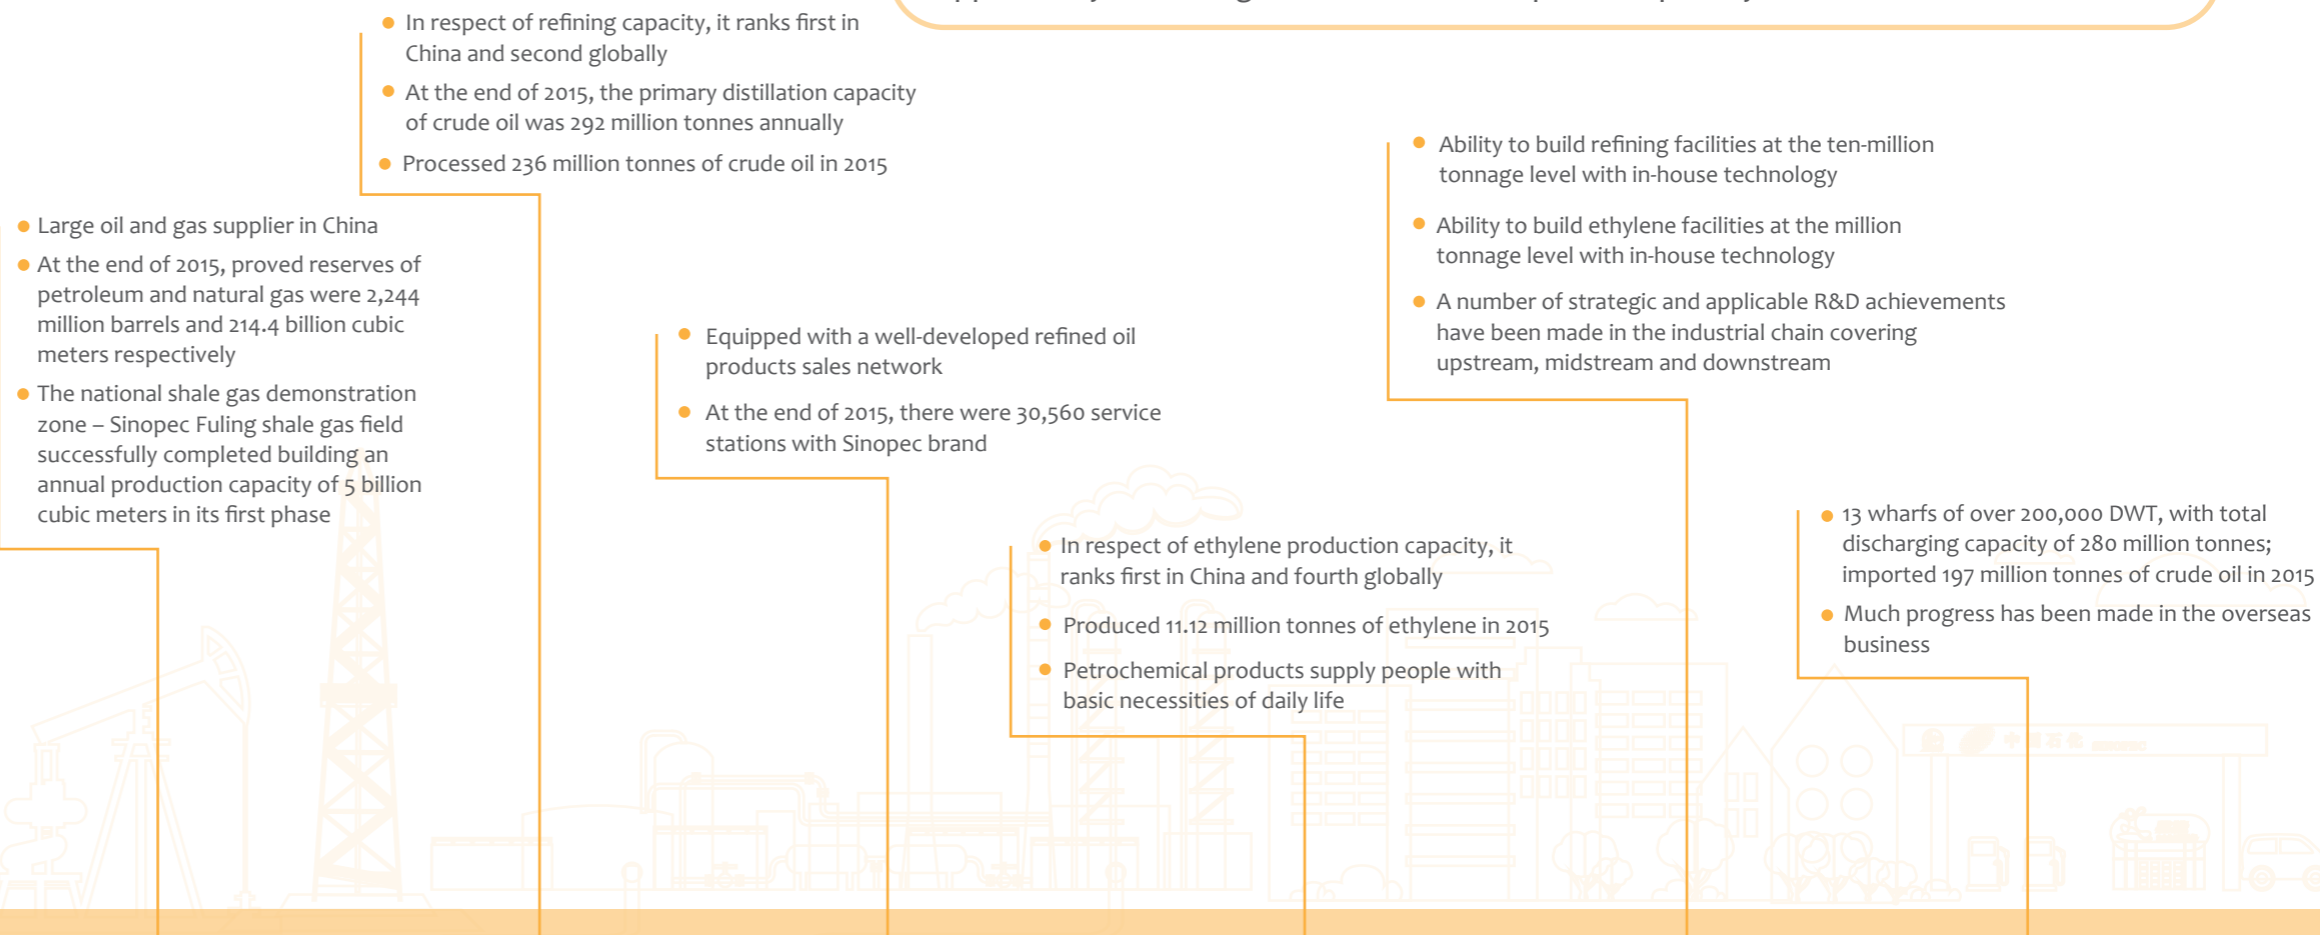 In respect of refining capacity, it ranks first in
China and second globally
At the end of 2015, the primary distillation capacity
of crude oil was 292 million tonnes annually
Processed 236 million tonnes of crude oil in 2015
Large oil and gas supplier in China
At the end of 2015, proved reserves of
petroleum and natural gas were 2,244
million barrels and 214.4 billion cubic
meters respectively
The national shale gas demonstration
zone – Sinopec Fuling shale gas field
successfully completed building an
annual production capacity of 5 billion
cubic meters in its first phase
Equipped with a well-developed refined oil
products sales network
At the end of 2015, there were 30,560 service
stations with Sinopec brand
In respect of ethylene production capacity, it
ranks first in China and fourth globally
Produced 11.12 million tonnes of ethylene in 2015
Petrochemical products supply people with
basic necessities of daily life
Ability to build refining facilities at the ten-million
tonnage level with in-house technology
Ability to build ethylene facilities at the million
tonnage level with in-house technology
A number of strategic and applicable R&D achievements
have been made in the industrial chain covering
upstream, midstream and downstream
13 wharfs of over 200,000 DWT, with total
discharging capacity of 280 million tonnes;
imported 197 million tonnes of crude oil in 2015
Much progress has been made in the overseas
business
中国石化